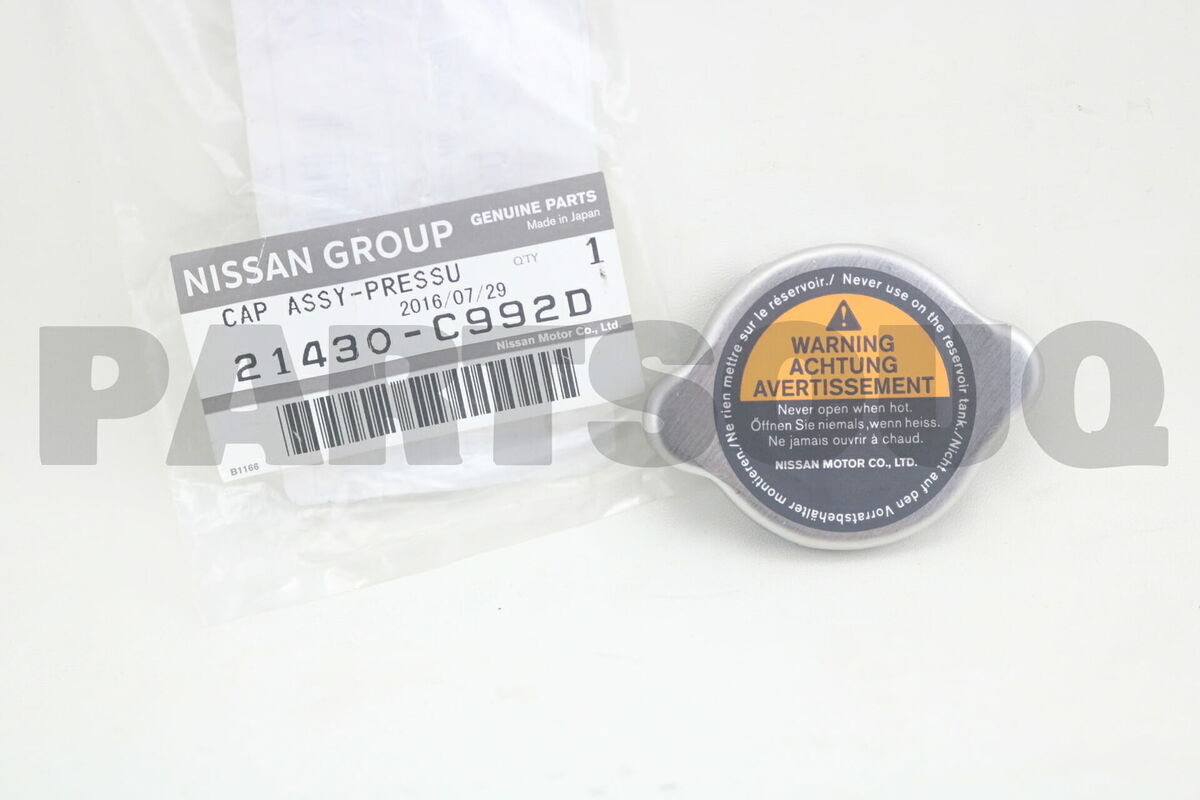 NISSAN GROUP
GENUINE PARTS
Made in Japan
CAP ASSY-PRESSU
Q'TY
1
2016/07/29
21430-C992D
Nissan Motor Co., Ltd.
B1166
PARTSOUQ
Ne rien mettre sur le réservoir./ Never use on the reservoir tank./Nicht auf den Vorratsbehälter montieren./
WARNING
ACHTUNG
AVERTISSEMENT
Never open when hot.
Öffnen Sie niemals,wenn heiss.
Ne jamais ouvrir à chaud.
NISSAN MOTOR CO., LTD.